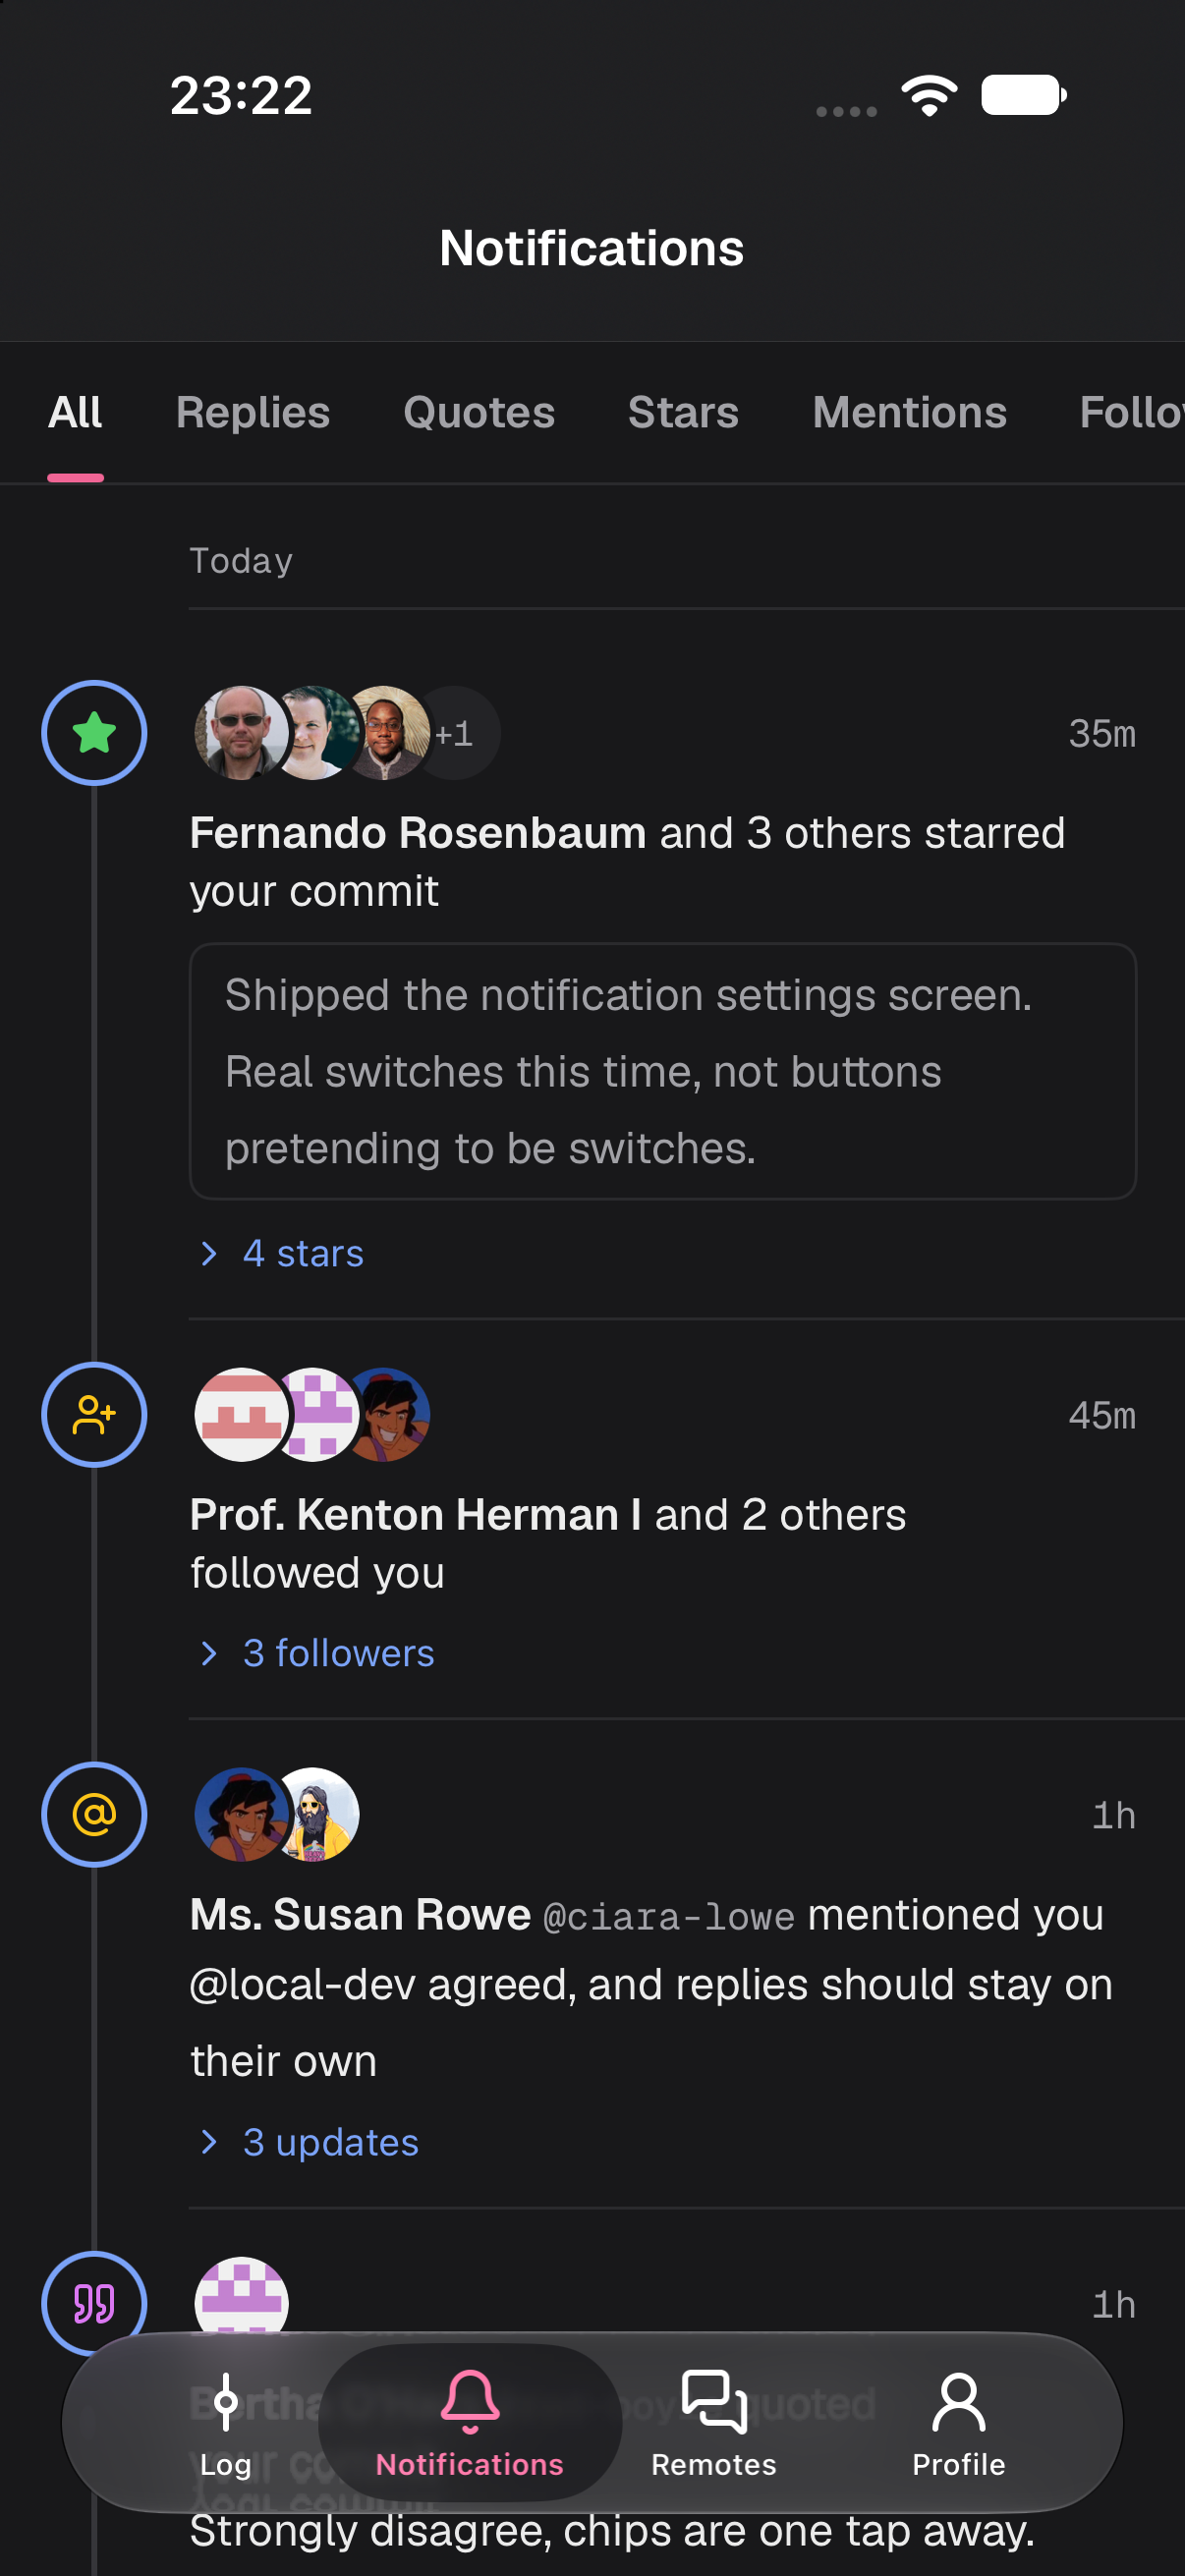 23:22
Notifications
All Replies Quotes Stars Mentions Follo
Today
+1 35m
Fernando Rosenbaum and 3 others starred
your commit
Shipped the notification settings screen.
Real switches this time, not buttons
pretending to be switches.
4 stars
45m
Prof. Kenton Herman I and 2 others
followed you
3 followers
1h
Ms. Susan Rowe @ciara-lowe mentioned you
@local-dev agreed, and replies should stay on
their own
3 updates
1h
Bertha quoted
your
Log Notifications Remotes Profile
Strongly disagree, chips are one tap away.